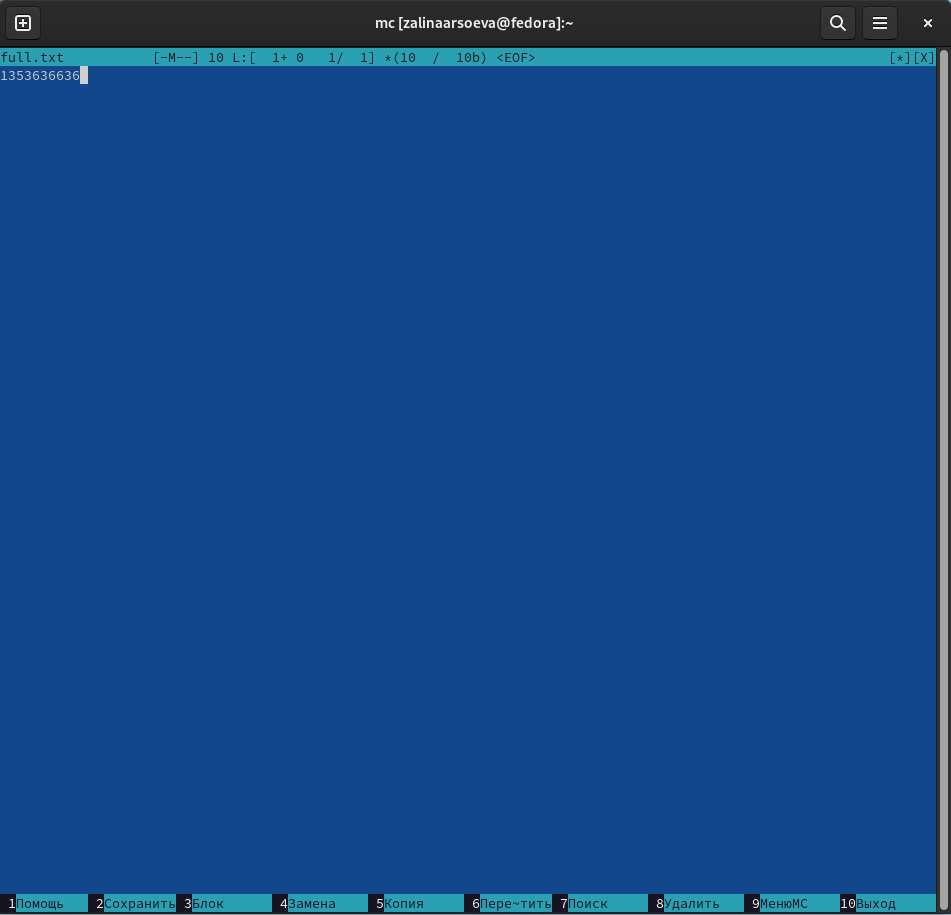 mc [zalinaarsoeva@fedora]:~
full.txt [-M--] 10 L:[ 1+ 0 1/ 1] *(10 / 10b) <EOF> [*][X]
1353636636
1Помощь 2Сохранить 3Блок 4Замена 5Копия 6Пере~тить 7Поиск 8Удалить 9МенюMC 10Выход